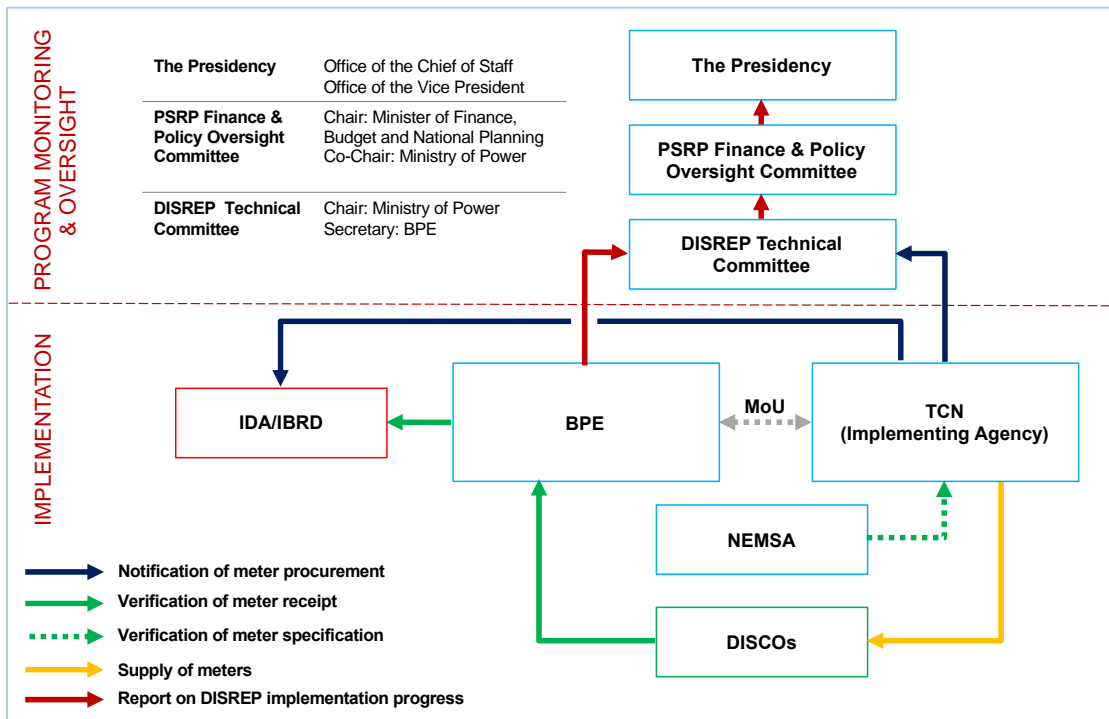 PROGRAM MONITORING
& OVERSIGHT
The Presidency
Office of the Chief of Staff
Office of the Vice President
PSRP Finance &
Policy Oversight
Committee
Chair: Minister of Finance,
Budget and National Planning
Co-Chair: Ministry of Power
DISREP Technical
Committee
Chair: Ministry of Power
Secretary: BPE
The Presidency
PSRP Finance & Policy
Oversight Committee
DISREP Technical
Committee
IMPLEMENTATION
IDA/IBRD
BPE
MoU
TCN
(Implementing Agency)
NEMSA
DISCOs
Notification of meter procurement
Verification of meter receipt
Verification of meter specification
Supply of meters
Report on DISREP implementation progress